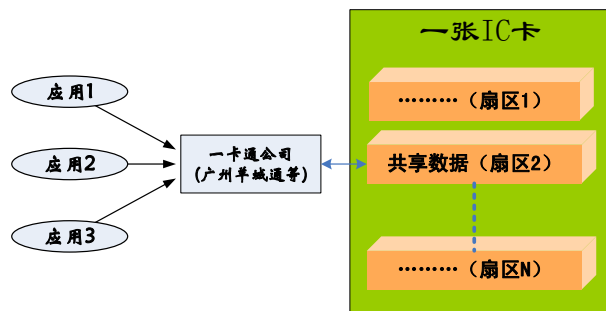 一张IC卡
应用1
………（扇区1）
一卡通公司
(广州羊城通等)
应用2
共享数据（扇区2）
应用3
………（扇区N）